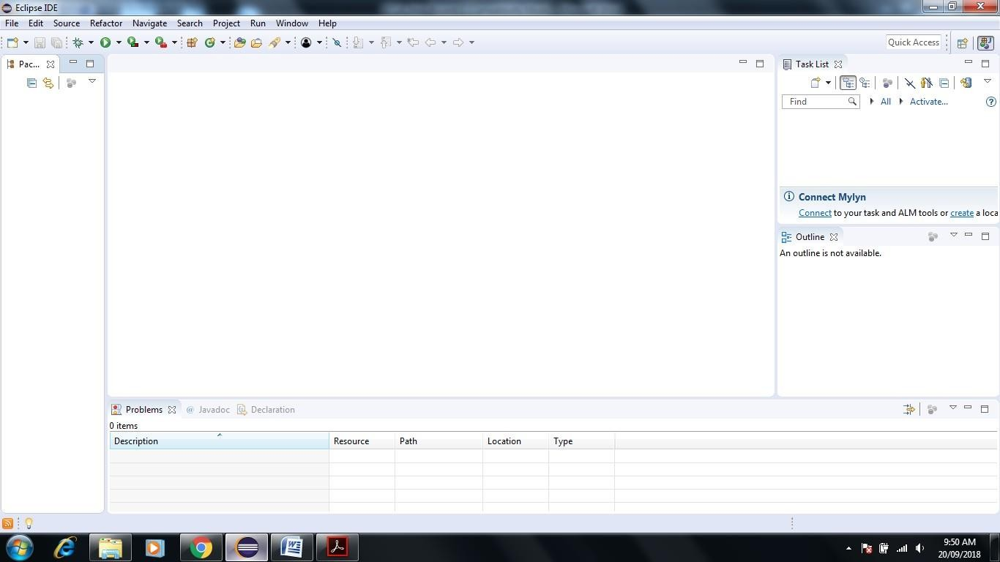 Eclipse IDE
File Edit Source Refactor Navigate Search Project Run Window Help
Quick Access
Pac...
Task List
Find All Activate...
Connect Mylyn
Connect to your task and ALM tools or create a loca
Outline
An outline is not available.
Problems @ Javadoc Declaration
0 items
Description Resource Path Location Type
9:50 AM
20/09/2018